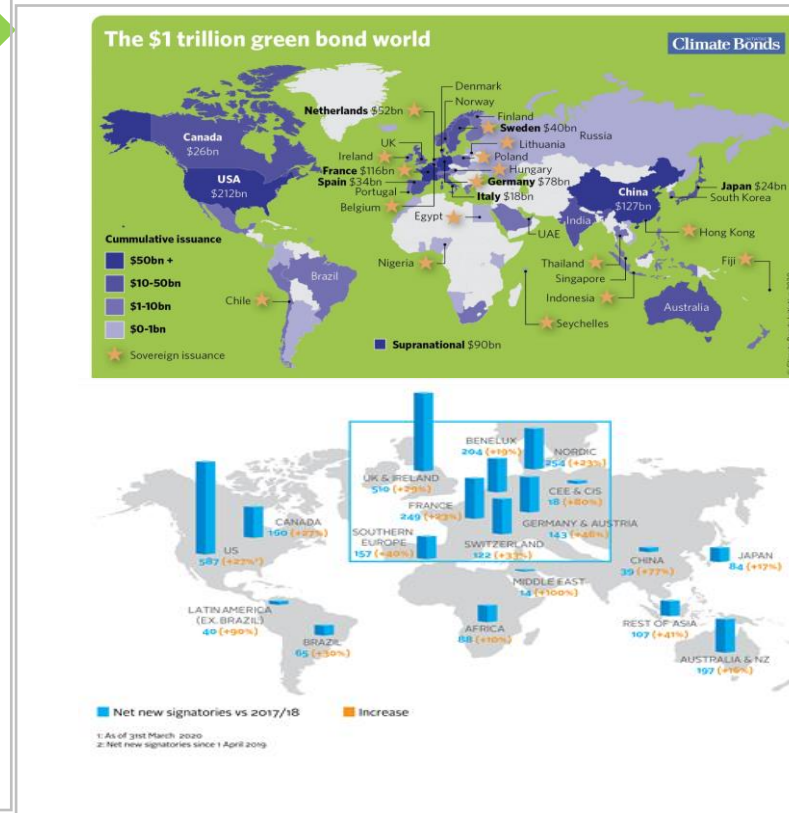 The $1 trillion green bond world
Climate Bonds
Denmark
Norway
Netherlands $52bn
Finland
Sweden $40bn
Russia
Canada
$26bn
UK
Lithuania
Ireland
Poland
France $116bn
Hungary
USA
$212bn
Spain $34bn
Germany $78bn
China
$127bn
Japan $24bn
Portugal
Italy $18bn
South Korea
Belgium
Egypt
India
Hong Kong
UAE
Cummulative issuance
$50bn +
$10-50bn
$1-10bn
$0-1bn
Sovereign issuance
Nigeria
Thailand
Fiji
Brazil
Singapore
Chile
Indonesia
Australia
Seychelles
Supranational $90bn
BENELUX
204 (+19%)
NORDIC
254 (+23%)
UK & IRELAND
510 (+29%)
CEE & CIS
18 (+80%)
FRANCE
249 (+23%)
CANADA
160 (+27%)
GERMANY & AUSTRIA
143 (+46%)
SOUTHERN
EUROPE
157 (+40%)
SWITZERLAND
122 (+33%)
US
CHINA
39 (+77%)
JAPAN
84 (+17%)
MIDDLE EAST
14 (+100%)
LATIN AMERICA
(EX. BRAZIL)
40 (+90%)
BRAZIL
65 (+30%)
AFRICA
88 (+10%)
REST OF ASIA
107 (+41%)
AUSTRALIA & NZ
197 (+16%)
Net new signatories vs 2017/18
Increase
1: As of 31st March 2020
2: Net new signatories since 1 April 2019